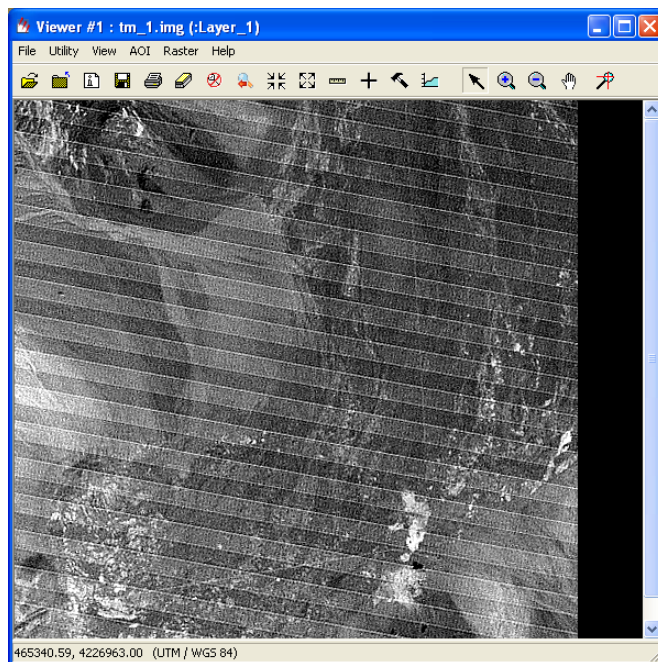 Viewer #1 : tm_1.img (:Layer_1)
File Utility View AOI Raster Help
465340.59, 4226963.00 (UTM / WGS 84)